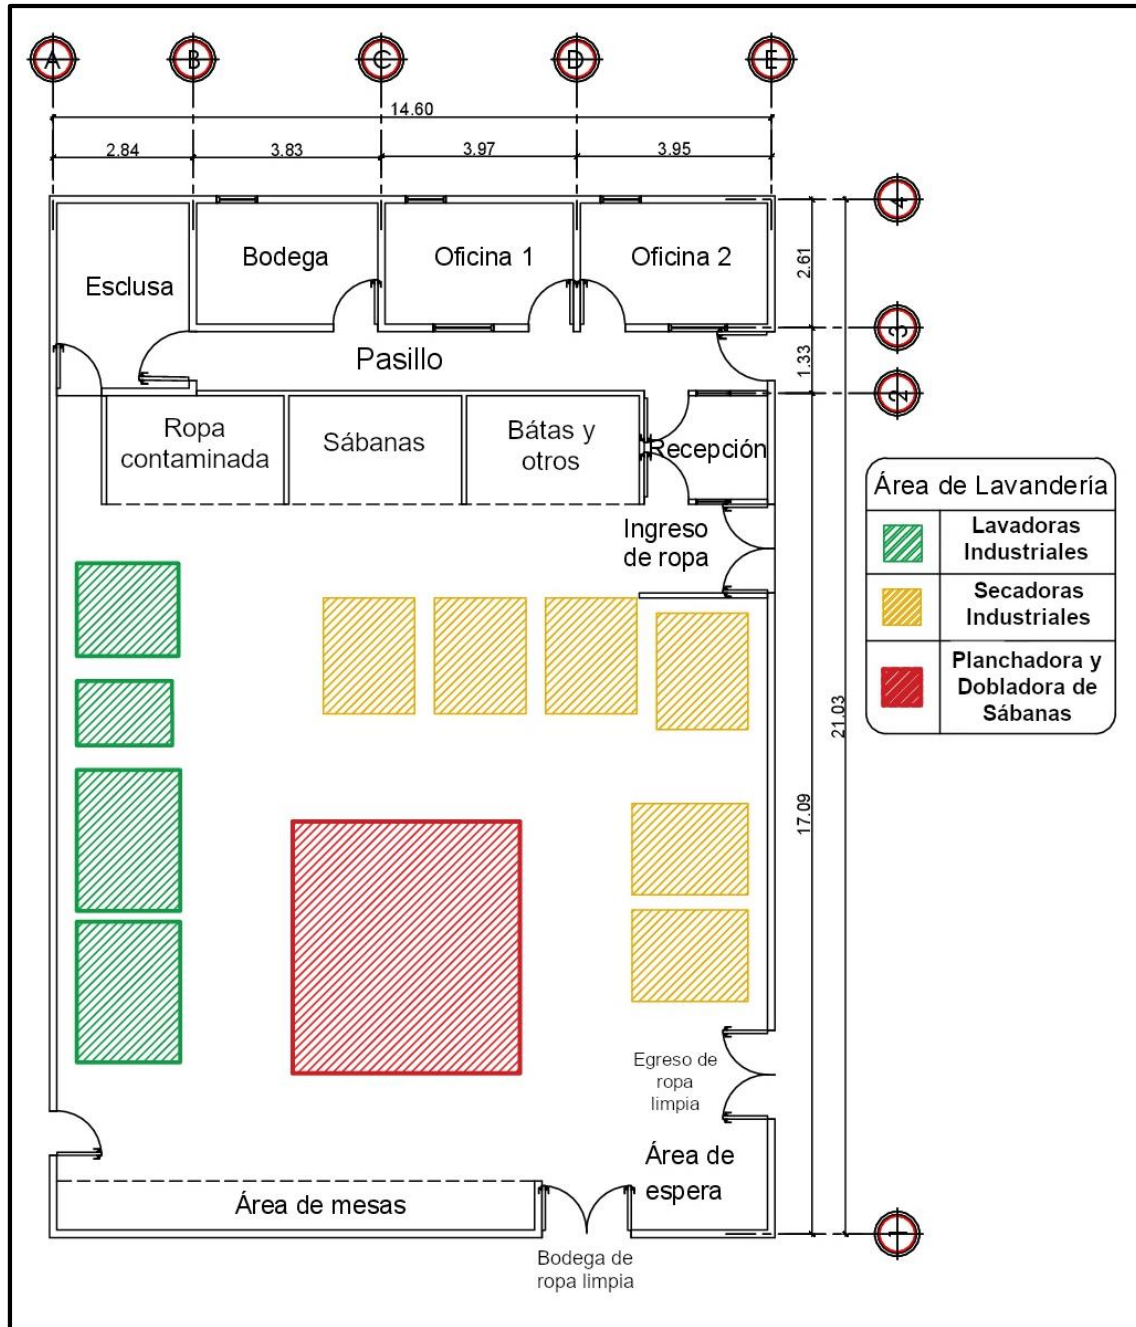 A
B
C
D
E
14.60
2.84
3.83
3.97
3.95
4
Esclusa
Bodega
Oficina 1
Oficina 2
2.61
3
Pasillo
1.33
2
Ropa
contaminada
Sábanas
Bátas y
otros
Recepción
Ingreso
de ropa
Área de Lavandería
Lavadoras
Industriales
Secadoras
Industriales
Planchadora y
Dobladora de
Sábanas
21.03
17.09
Egreso de
ropa
limpia
Área de
espera
Área de mesas
Bodega de
ropa limpia
1